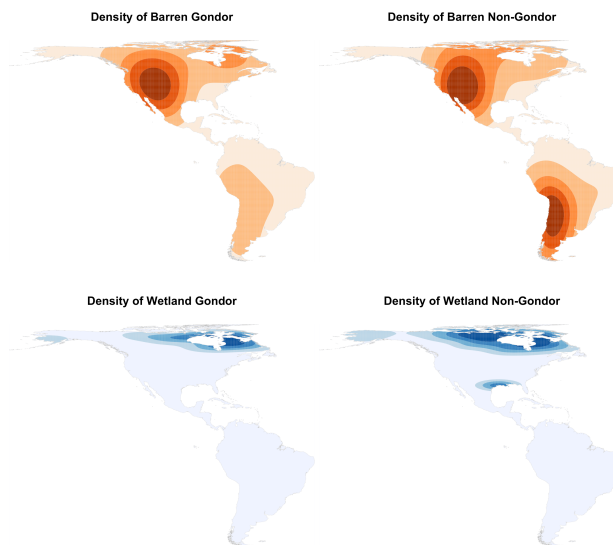 Density of Barren Gondor
Density of Barren Non-Gondor
Density of Wetland Gondor
Density of Wetland Non-Gondor